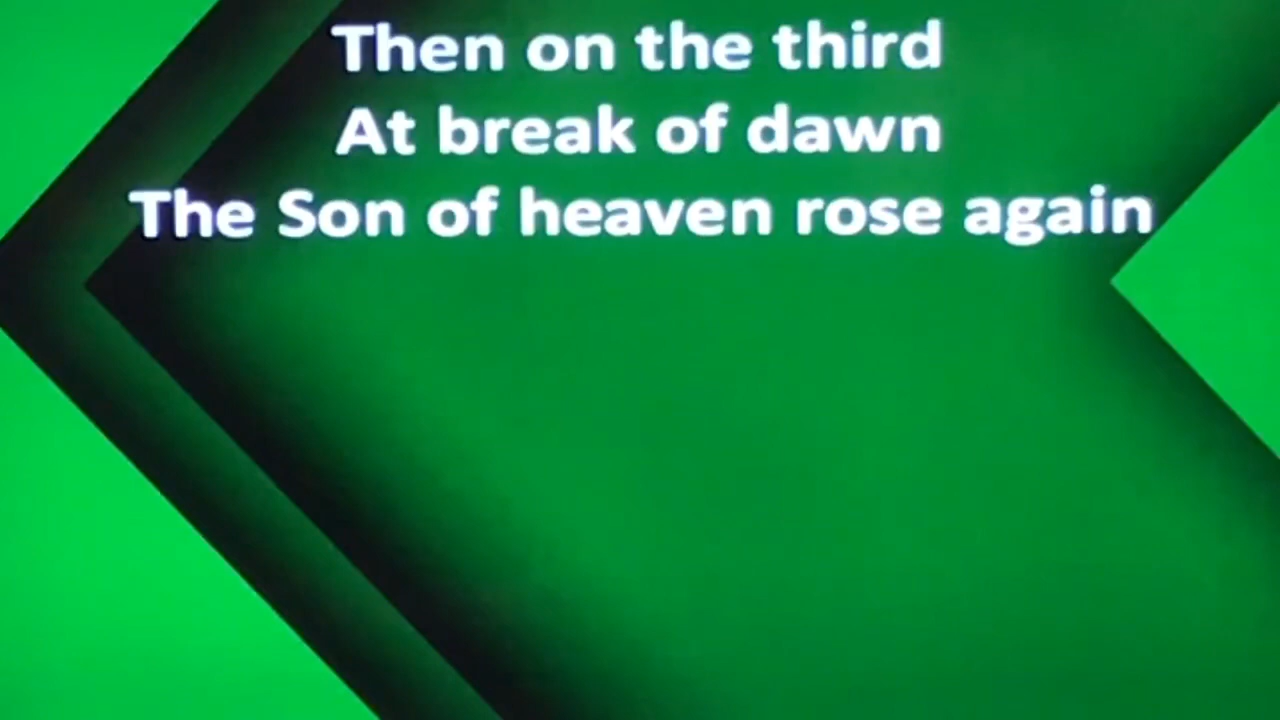 Then on the third
At break of dawn
The Son of heaven rose again